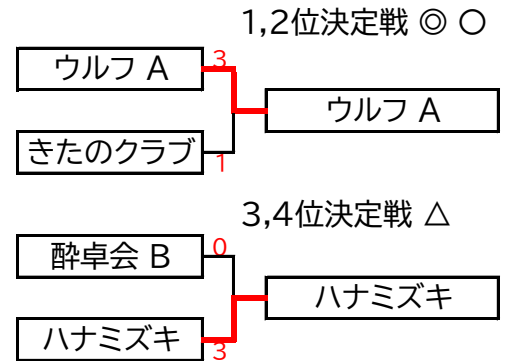 1,2位決定戦 ◎ ○
ウルフ A
3
ウルフ A
きたのクラブ
1
3,4位決定戦 △
酔卓会 B
0
ハナミズキ
ハナミズキ
3